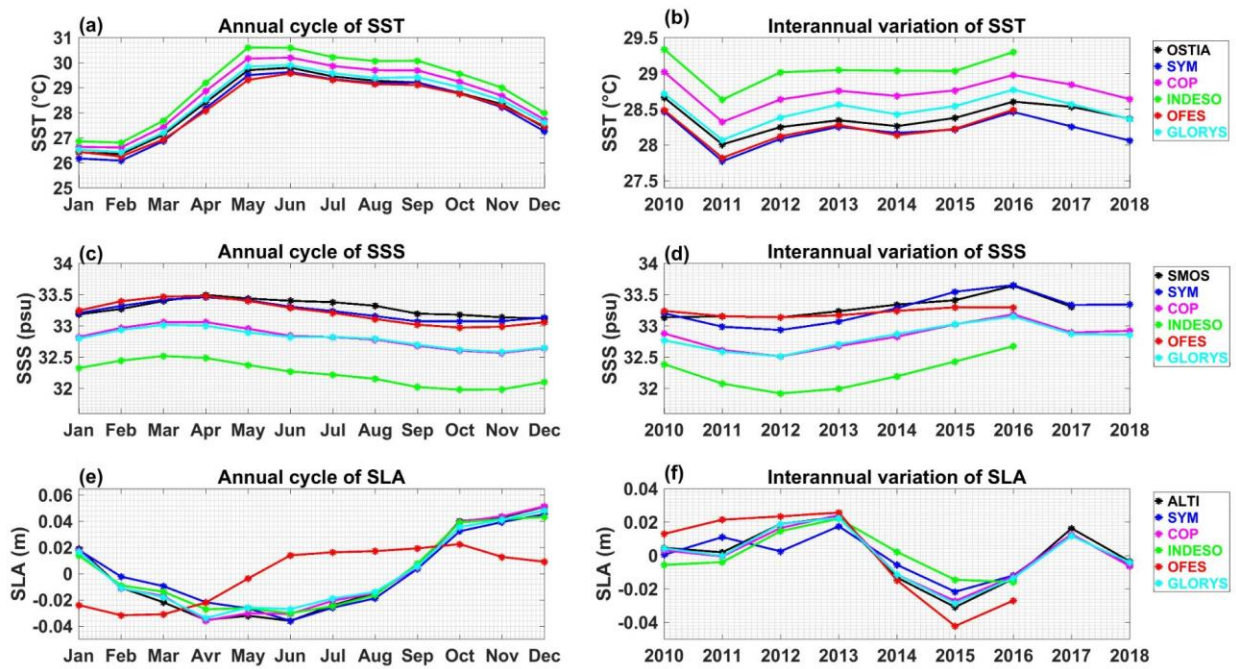 (a) Annual cycle of SST
SST (°C)
31
30
29
28
27
26
25
Jan Feb Mar Apr May Jun Jul Aug Sep Oct Nov Dec
(b) Interannual variation of SST
SST (°C)
29.5
29
28.5
28
27.5
2010 2011 2012 2013 2014 2015 2016 2017 2018
OSTIA
SYM
COP
INDESO
OFES
GLORYS
(c) Annual cycle of SSS
SSS (psu)
34
33.5
33
32.5
32
Jan Feb Mar Apr May Jun Jul Aug Sep Oct Nov Dec
(d) Interannual variation of SSS
SSS (psu)
34
33.5
33
32.5
32
2010 2011 2012 2013 2014 2015 2016 2017 2018
SMOS
SYM
COP
INDESO
OFES
GLORYS
(e) Annual cycle of SLA
SLA (m)
0.06
0.04
0.02
0
-0.02
-0.04
Jan Feb Mar Avr May Jun Jul Aug Sep Oct Nov Dec
(f) Interannual variation of SLA
SLA (m)
0.04
0.02
0
-0.02
-0.04
2010 2011 2012 2013 2014 2015 2016 2017 2018
ALTI
SYM
COP
INDESO
OFES
GLORYS